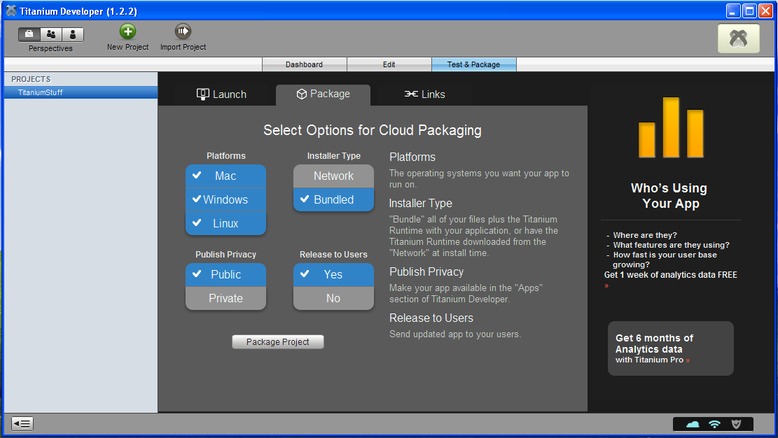 Titanium Developer (1.2.2)
Perspectives
New Project
Import Project
Dashboard
Edit
Test & Package
PROJECTS
TitaniumStuff
Launch
Package
Links
Select Options for Cloud Packaging
Platforms
Mac
Windows
Linux
Installer Type
Network
Bundled
Publish Privacy
Public
Private
Release to Users
Yes
No
Package Project
Platforms
The operating systems you want your app to
run on.
Installer Type
"Bundle" all of your files plus the Titanium
Runtime with your application, or have the
Titanium Runtime downloaded from the
"Network" at install time.
Publish Privacy
Make your app available in the "Apps"
section of Titanium Developer.
Release to Users
Send updated app to your users.
Who's Using
Your App
- Where are they?
- What features are they using?
- How fast is your user base
growing?
Get 1 week of analytics data FREE
»
Get 6 months of
Analytics data
with Titanium Pro »